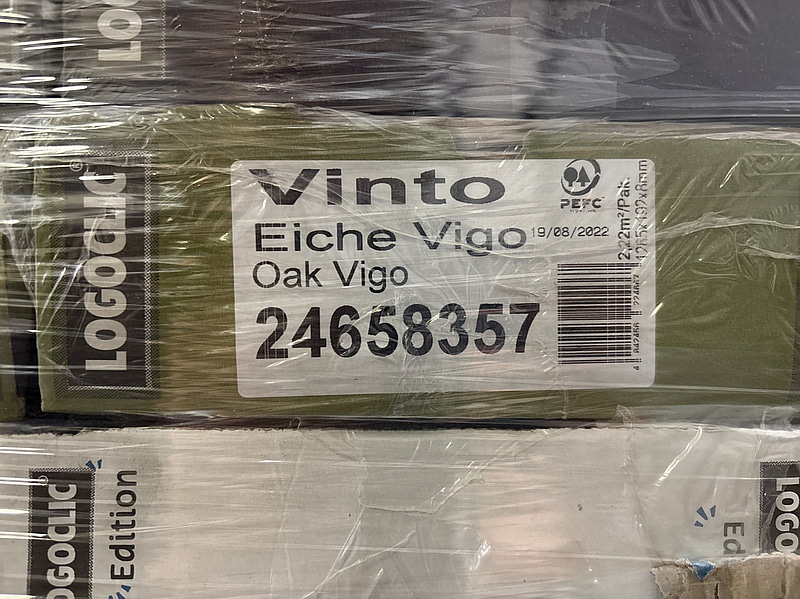 LOGOCLIC®
Vinto
Eiche Vigo
Oak Vigo
24658357
19/08/2022
PEFC
2,22m²/Pak.
LOGOCLIC
Edition